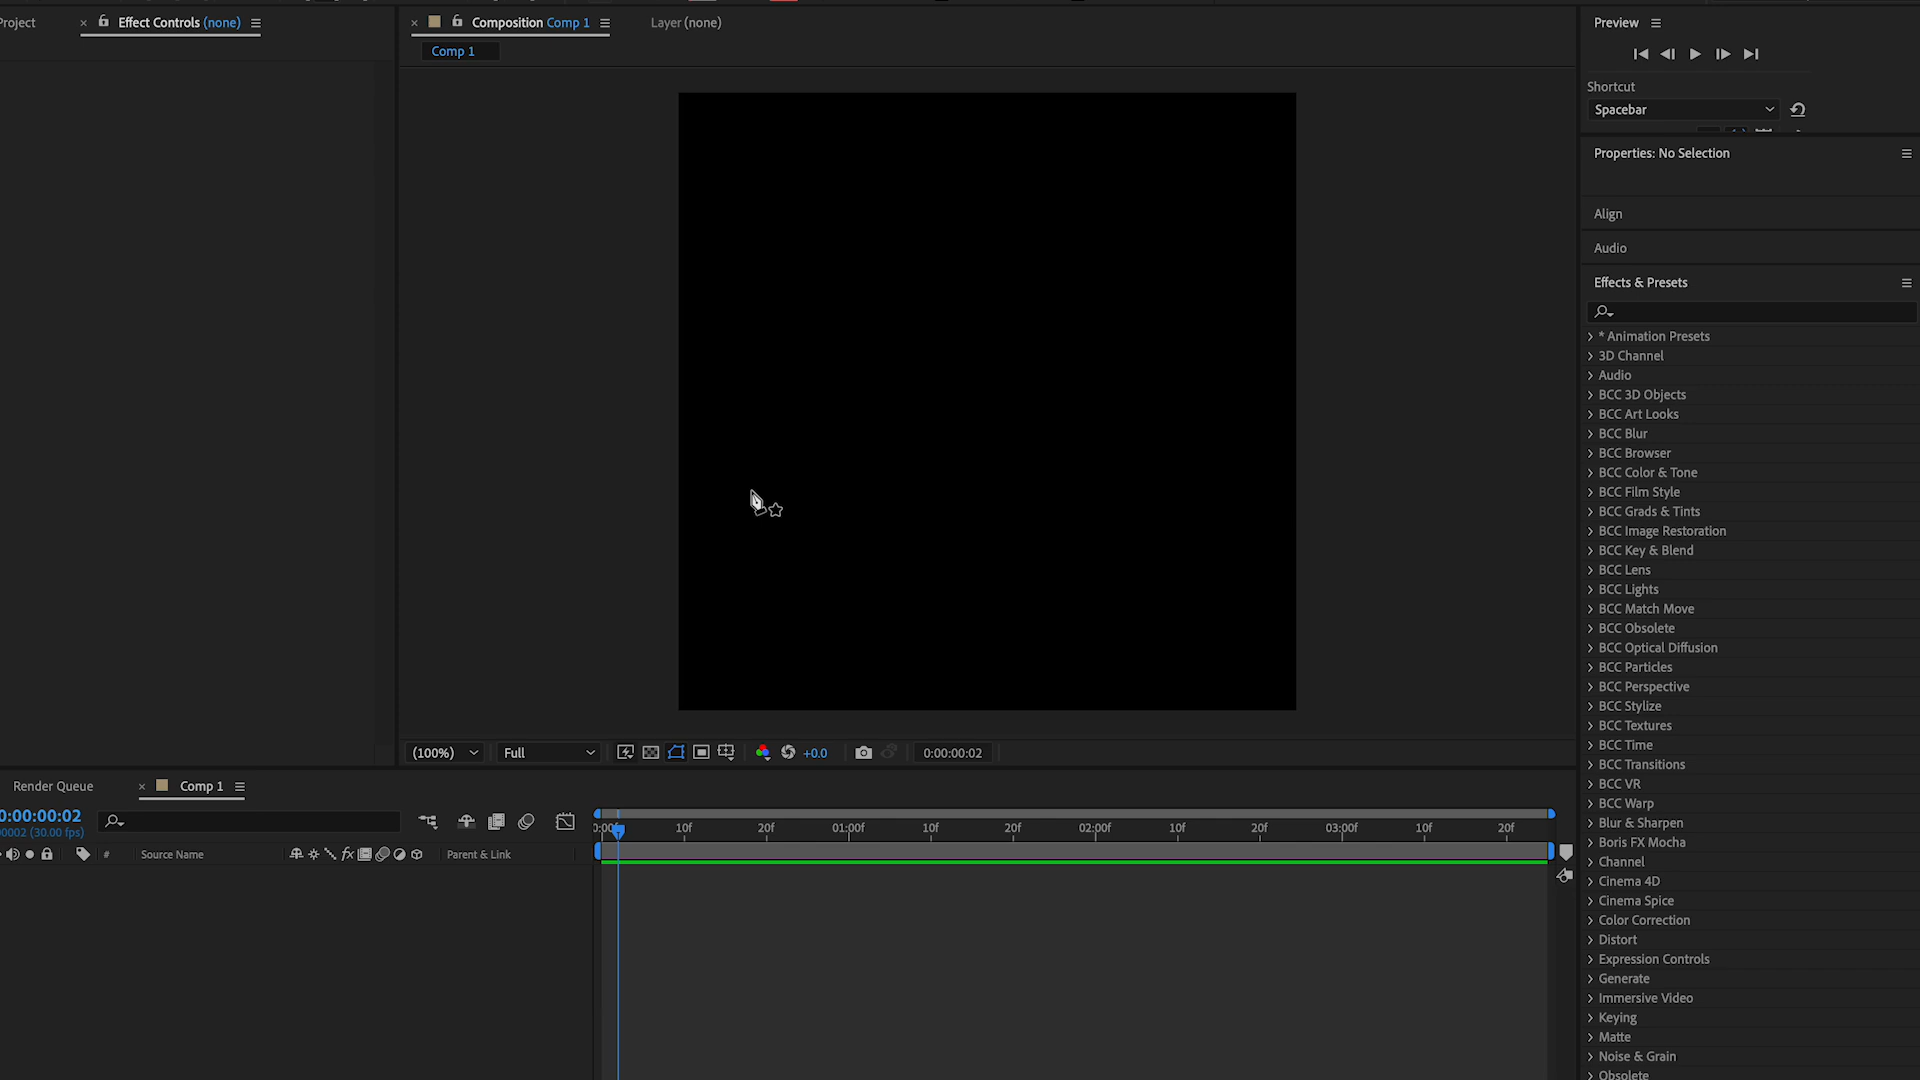 Project
Effect Controls (none)
Composition Comp 1
Layer (none)
Comp 1
Preview
Shortcut
Spacebar
Properties: No Selection
Align
Audio
Effects & Presets
* Animation Presets
3D Channel
Audio
BCC 3D Objects
BCC Art Looks
BCC Blur
BCC Browser
BCC Color & Tone
BCC Film Style
BCC Grads & Tints
BCC Image Restoration
BCC Key & Blend
BCC Lens
BCC Lights
BCC Match Move
BCC Obsolete
BCC Optical Diffusion
BCC Particles
BCC Perspective
BCC Stylize
BCC Textures
BCC Time
BCC Transitions
BCC VR
BCC Warp
Blur & Sharpen
Boris FX Mocha
Channel
Cinema 4D
Cinema Spice
Color Correction
Distort
Expression Controls
Generate
Immersive Video
Keying
Matte
Noise & Grain
Obsolete
(100%)
Full
+0.0
0:00:00:02
Render Queue
Comp 1
0:00:00:02
00002 (30.00 fps)
# Source Name
fx
Parent & Link
0:00f 10f 20f 01:00f 10f 20f 02:00f 10f 20f 03:00f 10f 20f